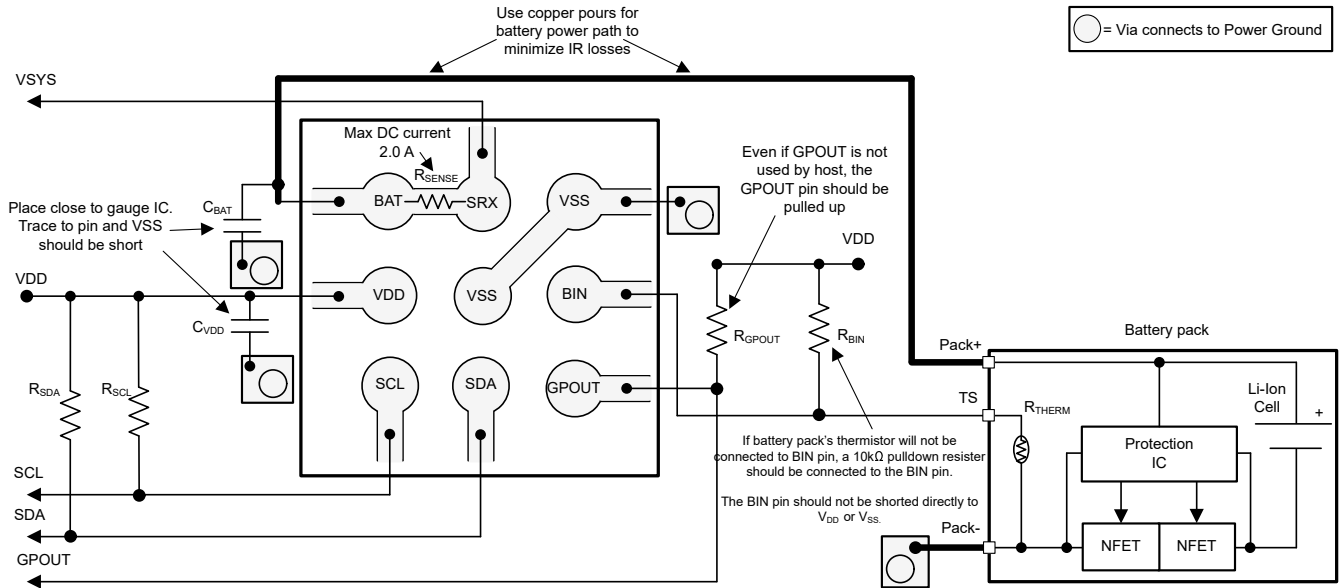 Use copper pours for
battery power path to
minimize IR losses
= Via connects to Power Ground
VSYS
Max DC current
2.0 A
RSENSE
BAT
SRX
VSS
Even if GPOUT is not
used by host, the
GPOUT pin should be
pulled up
Place close to gauge IC.
Trace to pin and VSS
should be short
CBAT
VDD
VDD
VDD
VSS
BIN
CVDD
RGPOUT
RBIN
Battery pack
Pack+
RSDA
RSCL
SCL
SDA
GPOUT
TS
RTHERM
Li-Ion
Cell
+
Protection
IC
If battery pack's thermistor will not be
connected to BIN pin, a 10kΩ pulldown resister
should be connected to the BIN pin.
The BIN pin should not be shorted directly to
VDD or VSS.
SCL
SDA
Pack-
NFET
NFET
GPOUT